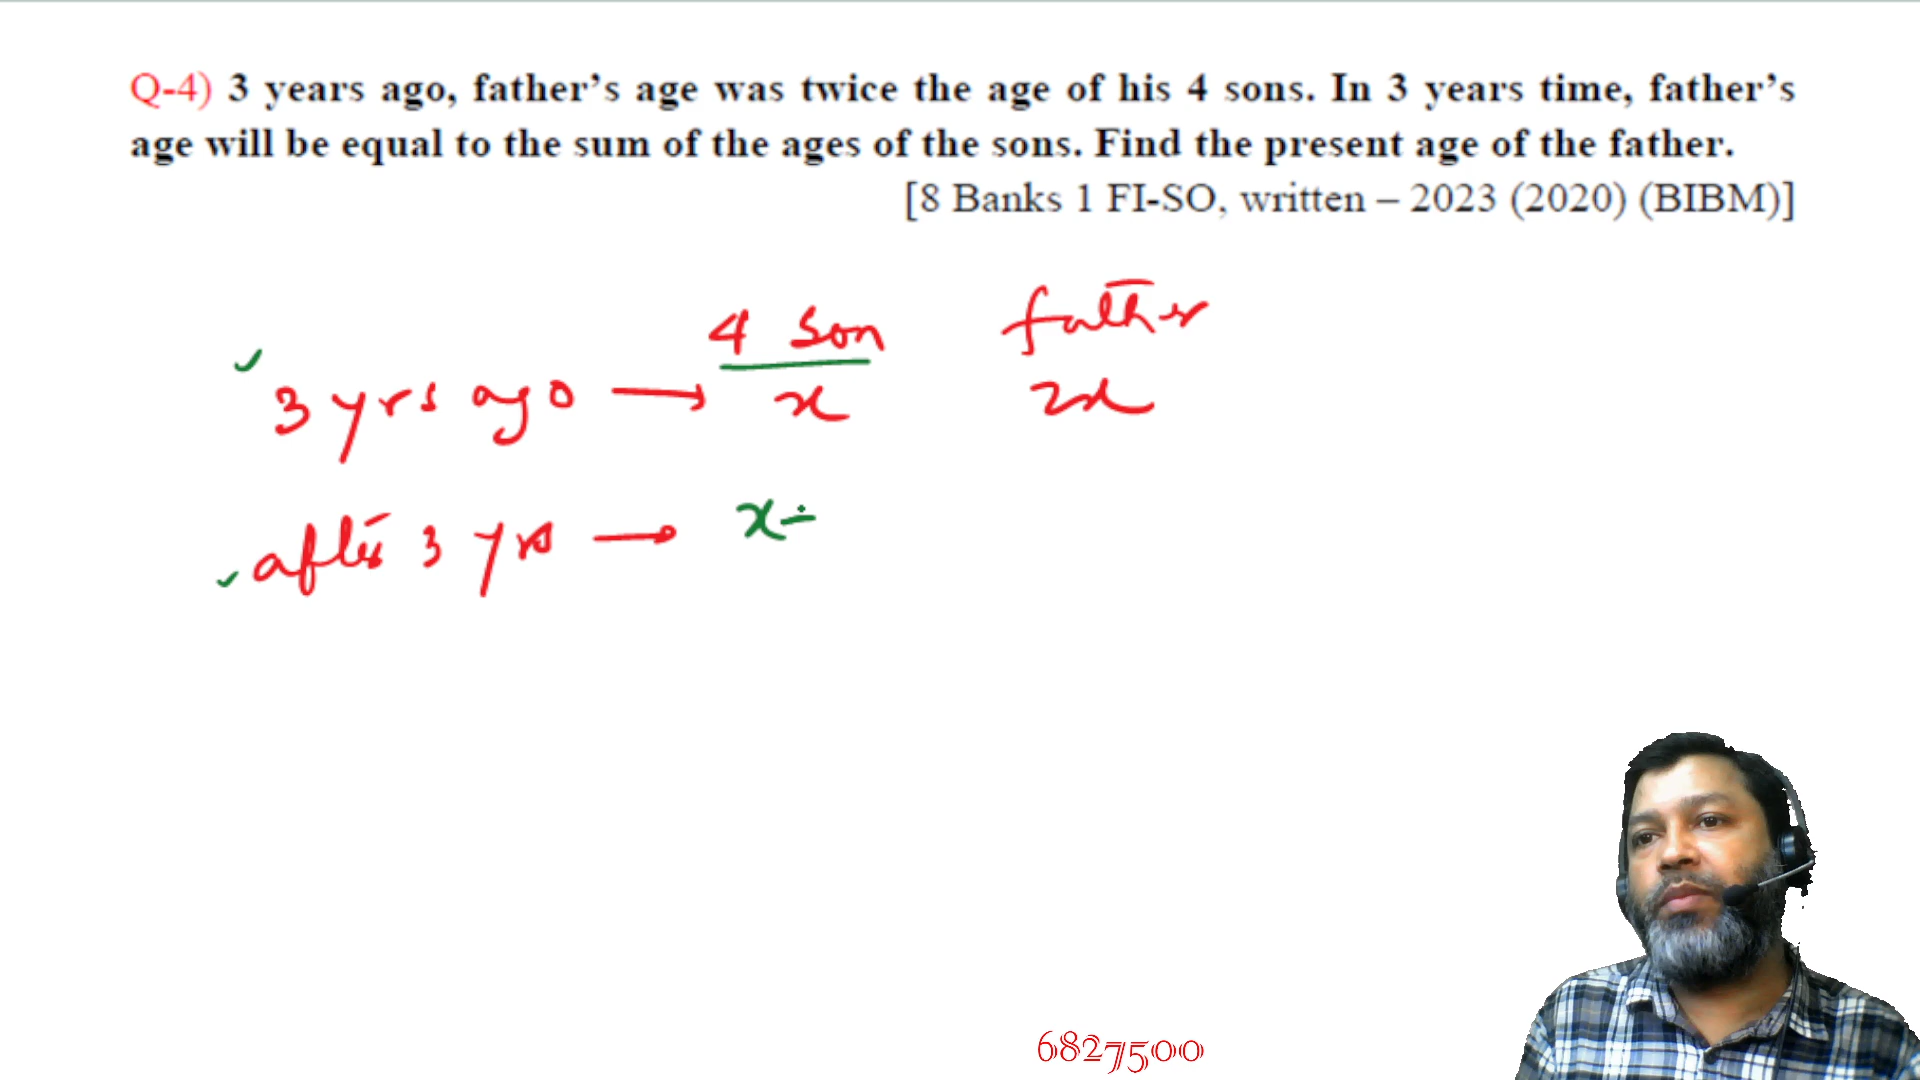 Q-4) 3 years ago, father's age was twice the age of his 4 sons. In 3 years time, father's
age will be equal to the sum of the ages of the sons. Find the present age of the father.
[8 Banks 1 FI-SO, written – 2023 (2020) (BIBM)]
4 son father
3 yrs ago → x 2x
after 3 yrs → x+
6827500